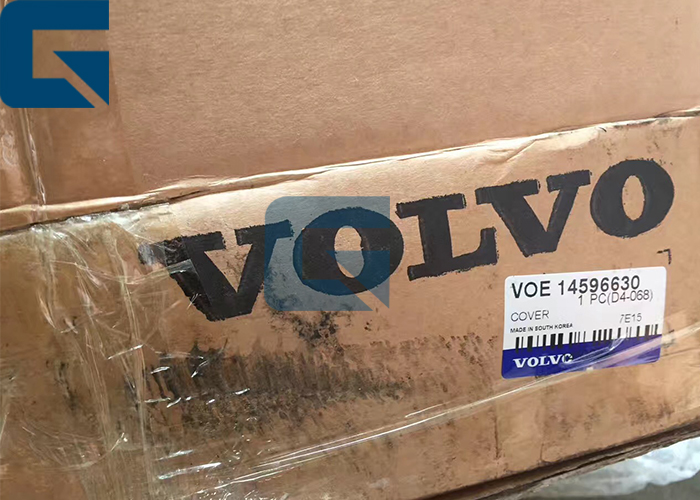 VOLVO
VOE 14596630
1 PC(D4-068)
COVER 7E15
MADE IN SOUTH KOREA
VOLVO